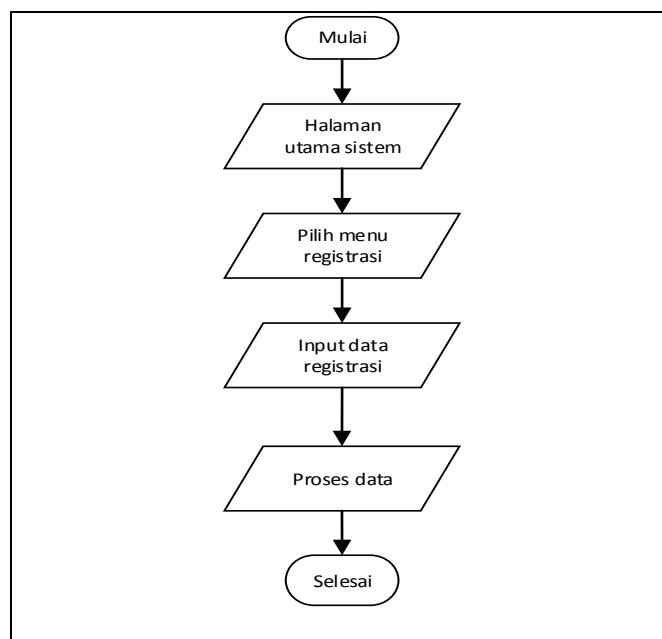 Mulai
Halaman
utama sistem
Pilih menu
registrasi
Input data
registrasi
Proses data
Selesai